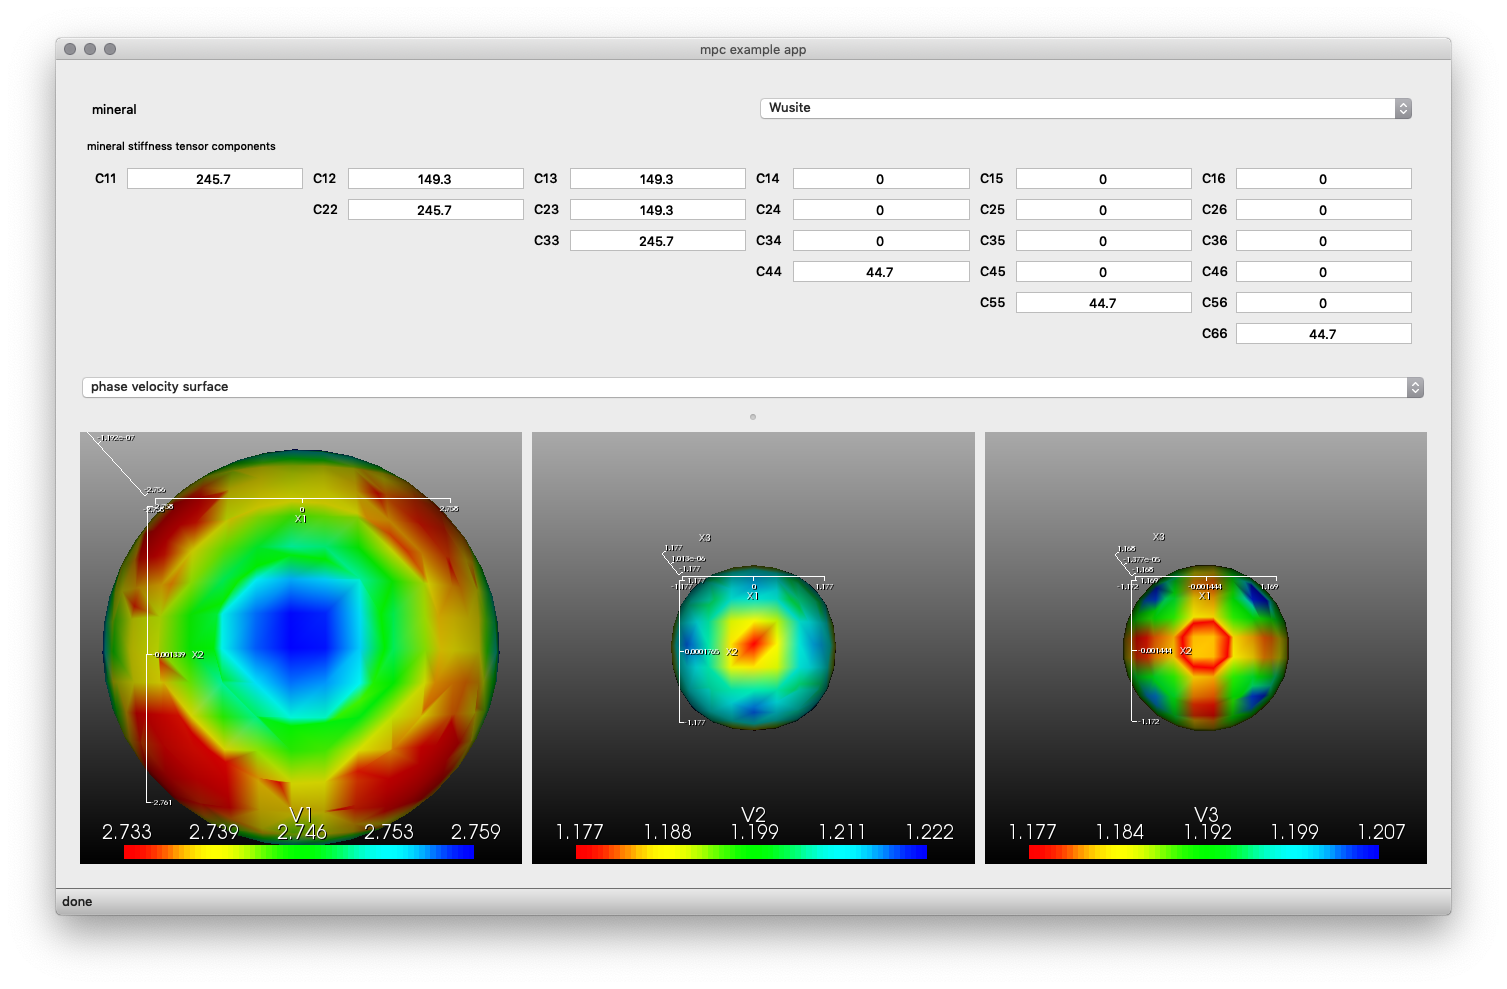 mpc example app
mineral Wusite
mineral stiffness tensor components
C11 245.7 C12 149.3 C13 149.3 C14 0 C15 0 C16 0
C22 245.7 C23 149.3 C24 0 C25 0 C26 0
C33 245.7 C34 0 C35 0 C36 0
C44 44.7 C45 0 C46 0
C55 44.7 C56 0
C66 44.7
phase velocity surface
-1.192e-07
2.756
0
2.758
X1
-0.001339 X2
-2.761
V1
2.733 2.739 2.746 2.753 2.759
X3
1.177
1.013e-06
-1.177
0
1.177
X1
-0.0001765 X2
-1.177
V2
1.177 1.188 1.199 1.211 1.222
X3
1.168
-1.377e-05
-1.168
1.169
-1.172
-0.001444
1.169
X1
-0.001444 X2
-1.172
V3
1.177 1.184 1.192 1.199 1.207
done